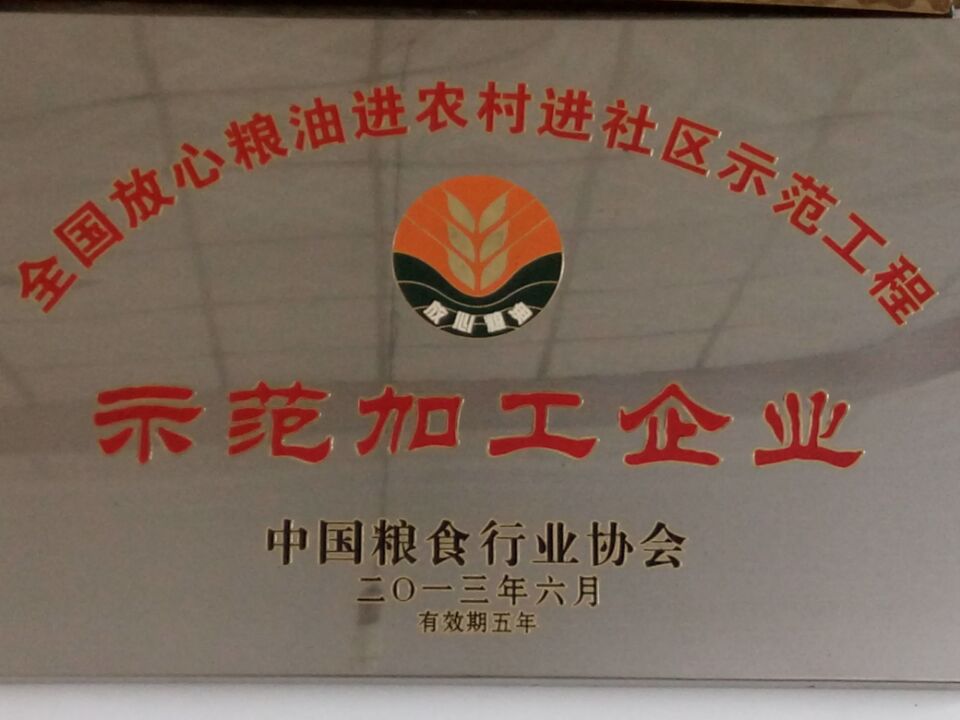 全国放心粮油进农村进社区示范工程
放心粮油
示范加工企业
中国粮食行业协会
二〇一三年六月
有效期五年